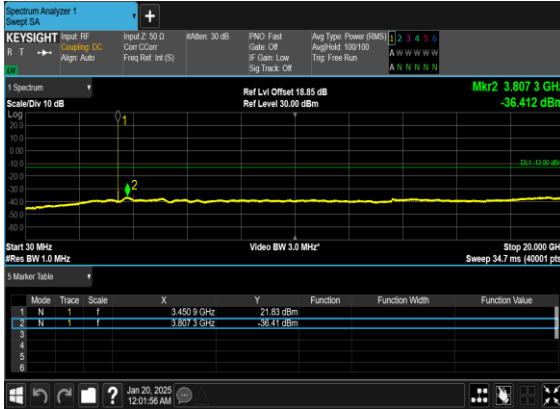 Spectrum Analyzer 1
Swept SA
+
KEYSIGHT Input: RF Input Z: 50 Ω #Atten: 30 dB PNO: Fast Avg Type: Power (RMS) 1 2 3 4 5 6
R T Coupling: DC Corr CCorr Gate: Off Avg|Hold: 100/100 A W W W W W
Align: Auto Freq Ref: Int (S) IF Gain: Low Trig: Free Run
Sig Track: Off A N N N N N
1 Spectrum Ref Lvl Offset 18.85 dB Mkr2 3.807 3 GHz
Scale/Div 10 dB Ref Level 30.00 dBm -36.412 dBm
Log
20.0
10.0
0.00
-10.0
-20.0
-30.0
-40.0
-50.0
-60.0
1
2
DL1 -13.00 dBm
Start 30 MHz Video BW 3.0 MHz* Stop 20.000 GHz
#Res BW 1.0 MHz Sweep 34.7 ms (40001 pts)
5 Marker Table
Mode Trace Scale X Y Function Function Width Function Value
1 N 1 f 3.450 9 GHz 21.83 dBm
2 N 1 f 3.807 3 GHz -36.41 dBm
3
4
5
6
? Jan 20, 2025
12:01:56 AM